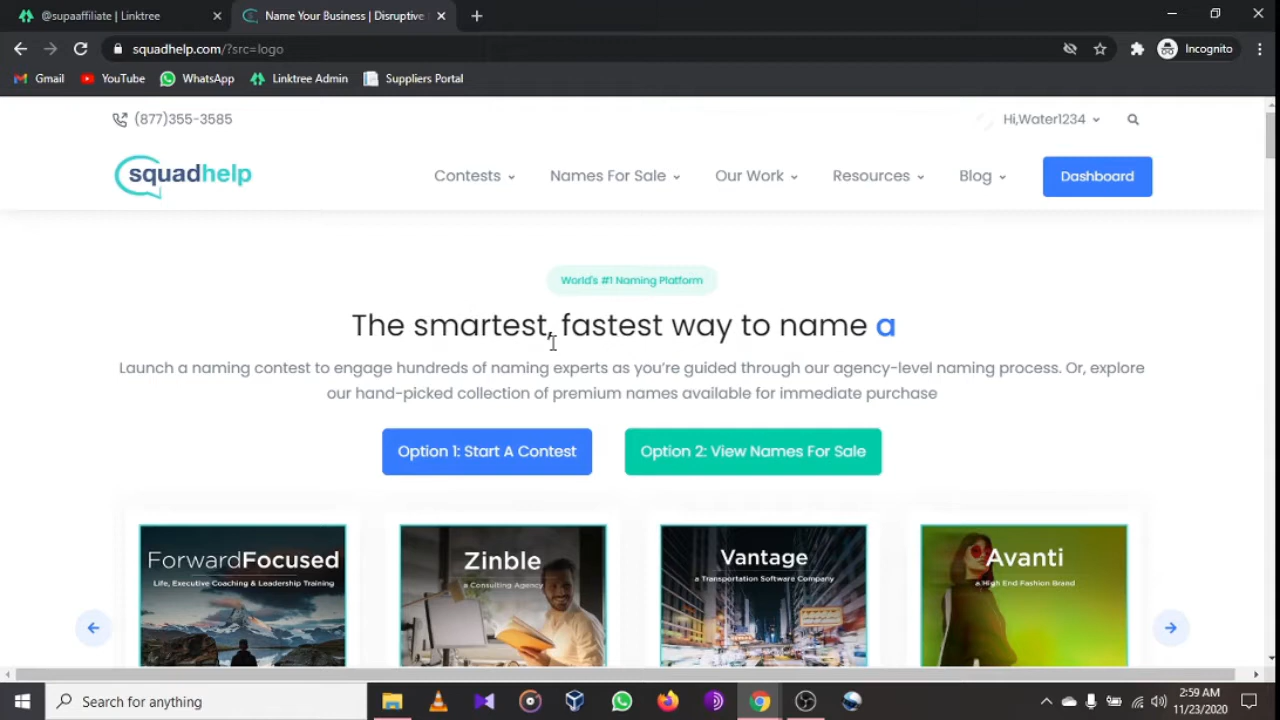 @supaaffiliate | Linktree
Name Your Business | Disruptive
squadhelp.com/?src=logo
Incognito
Gmail
YouTube
WhatsApp
Linktree Admin
Suppliers Portal
(877)355-3585
Hi,Water1234
squadhelp
Contests
Names For Sale
Our Work
Resources
Blog
Dashboard
World's #1 Naming Platform
The smartest, fastest way to name a
Launch a naming contest to engage hundreds of naming experts as you're guided through our agency-level naming process. Or, explore
our hand-picked collection of premium names available for immediate purchase
Option 1: Start A Contest
Option 2: View Names For Sale
ForwardFocused
Life, Executive Coaching & Leadership Training
Zinble
a Consulting Agency
Vantage
a Transportation Software Company
Avanti
a High End Fashion Brand
Search for anything
2:59 AM
11/23/2020